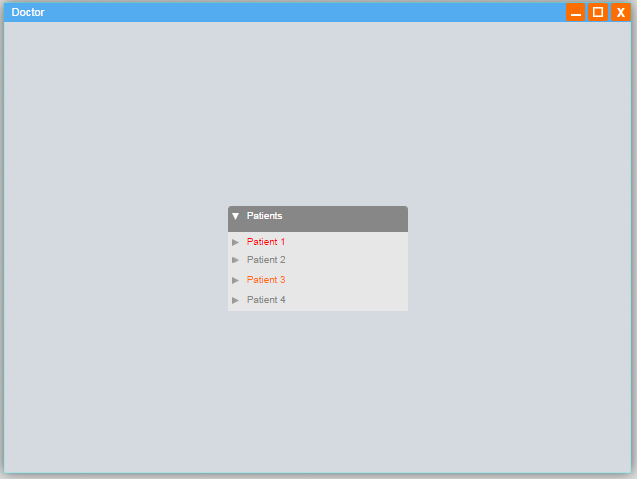 Doctor
Patients
Patient 1
Patient 2
Patient 3
Patient 4